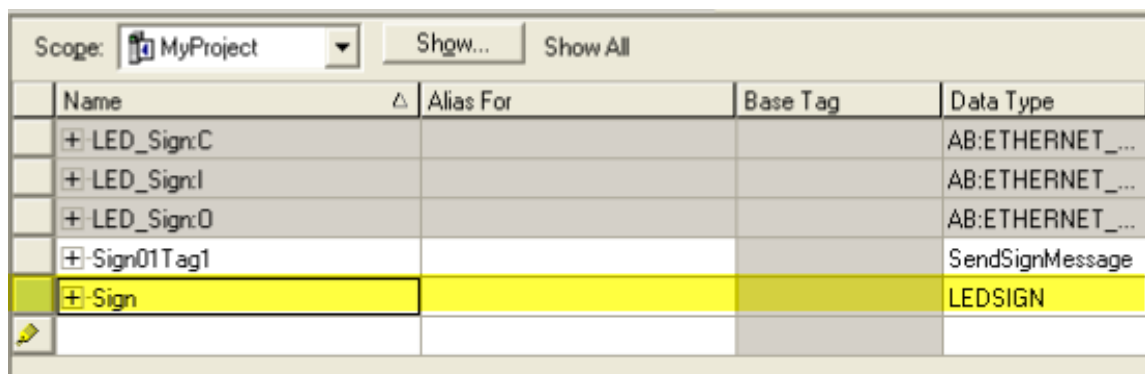 Scope: MyProject Show... Show All
Name Alias For Base Tag Data Type
LED_Sign:C AB:ETHERNET_...
LED_Sign:I AB:ETHERNET_...
LED_Sign:O AB:ETHERNET_...
Sign01Tag1 SendSignMessage
Sign LEDSIGN